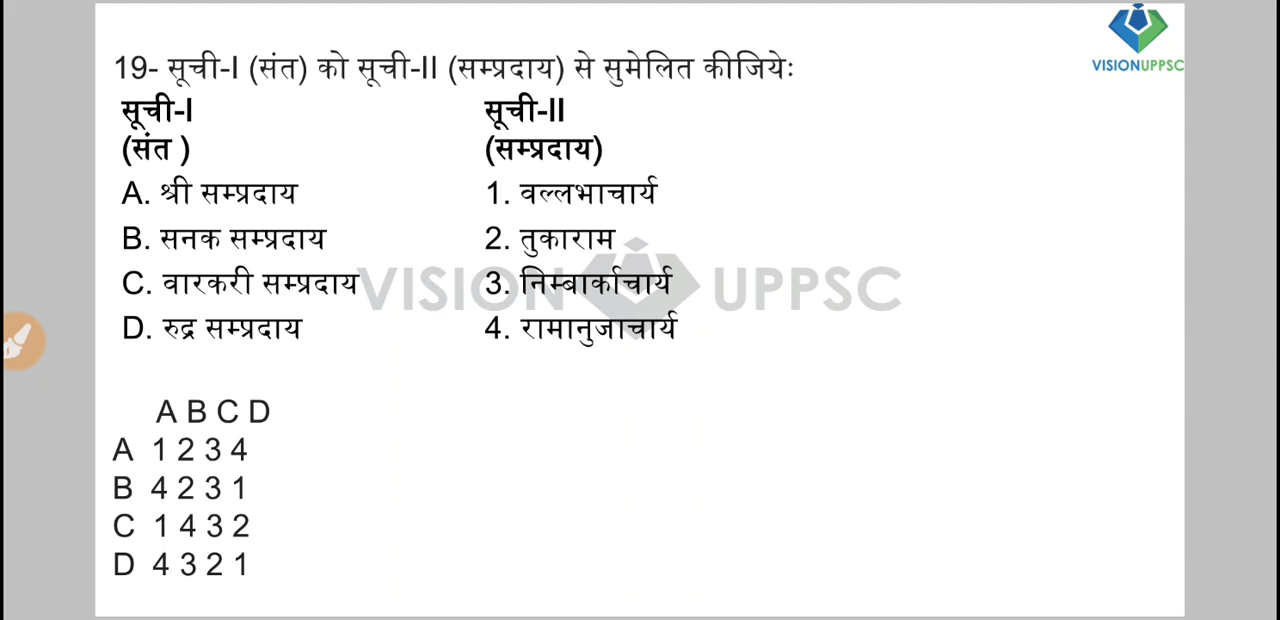 VISIONUPPSC
19- सूची-I (संत) को सूची-II (सम्प्रदाय) से सुमेलित कीजिये:
सूची-I सूची-II
(संत ) (सम्प्रदाय)
A. श्री सम्प्रदाय 1. वल्लभाचार्य
B. सनक सम्प्रदाय 2. तुकाराम
C. वारकरी सम्प्रदाय 3. निम्बार्काचार्य
VISION UPPSC
D. रुद्र सम्प्रदाय 4. रामानुजाचार्य
A B C D
A 1 2 3 4
B 4 2 3 1
C 1 4 3 2
D 4 3 2 1